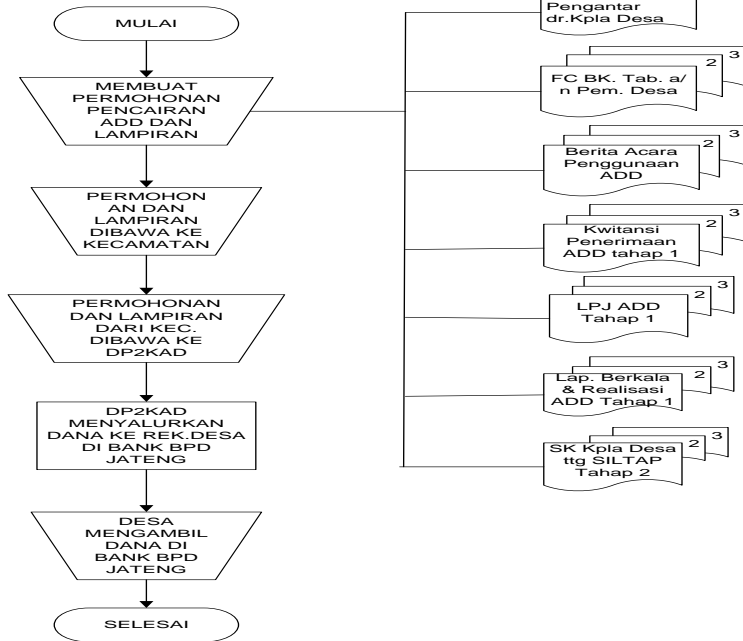 MULAI
MEMBUAT
PERMOHONAN
PENCAIRAN
ADD DAN
LAMPIRAN
PERMOHON
AN DAN
LAMPIRAN
DIBAWA KE
KECAMATAN
PERMOHONAN
DAN LAMPIRAN
DARI KEC.
DIBAWA KE
DP2KAD
DP2KAD
MENYALURKAN
DANA KE REK.DESA
DI BANK BPD
JATENG
DESA
MENGAMBIL
DANA DI
BANK BPD
JATENG
SELESAI
Pengantar
dr.Kpla Desa
FC BK. Tab. a/
n Pem. Desa
2
3
Berita Acara
Penggunaan
ADD
2
3
Kwitansi
Penerimaan
ADD tahap 1
2
3
LPJ ADD
Tahap 1
2
3
Lap. Berkala
& Realisasi
ADD Tahap 1
2
3
SK Kpla Desa
ttg SILTAP
Tahap 2
2
3